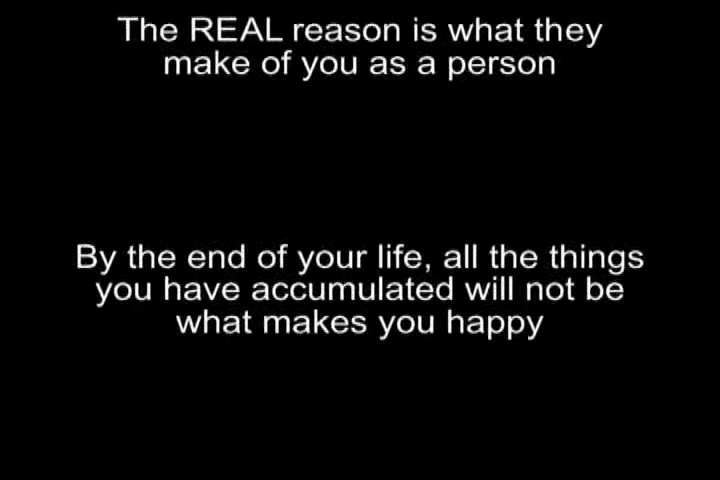 The REAL reason is what they
make of you as a person
By the end of your life, all the things
you have accumulated will not be
what makes you happy